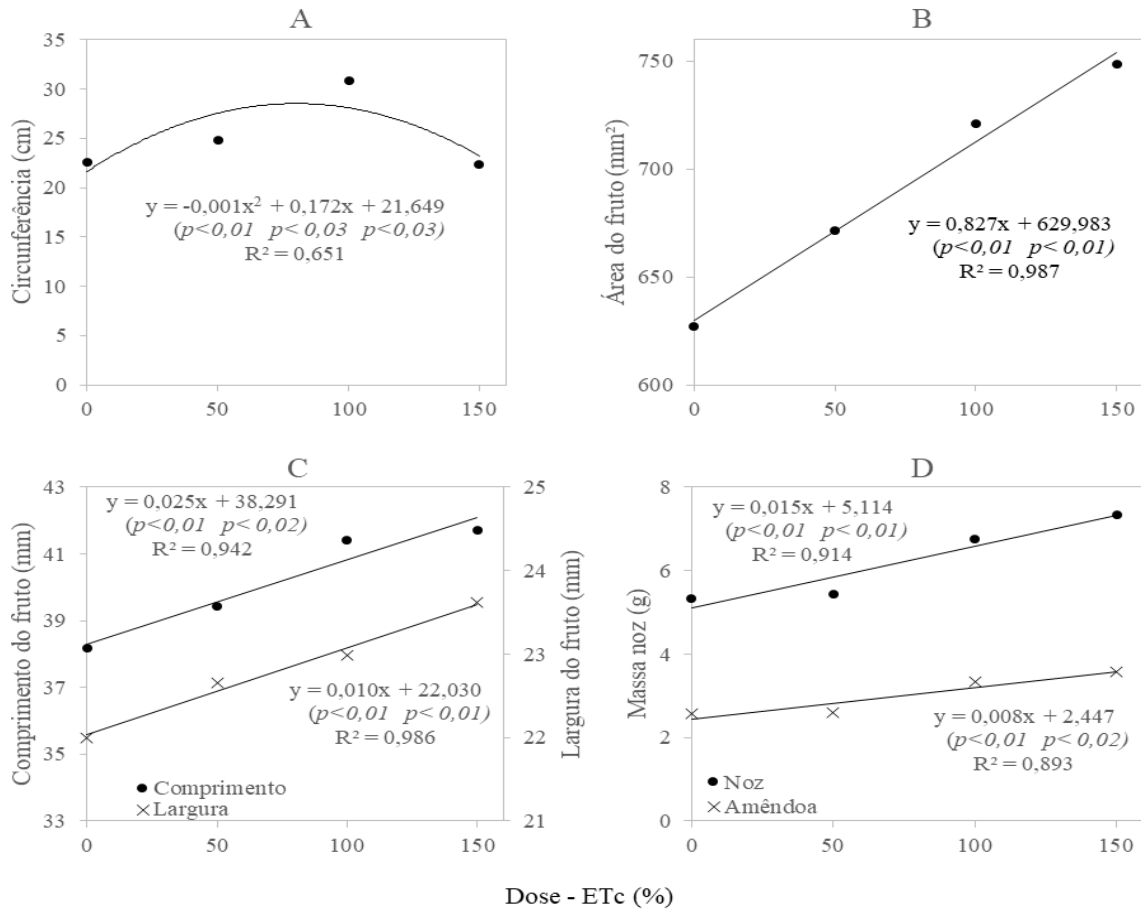 A
35
30
25
20
15
10
5
0
Circunferência (cm)
y = -0,001x² + 0,172x + 21,649
(p<0,01 p<0,03 p<0,03)
R² = 0,651
0 50 100 150
B
750
700
650
600
Área do fruto (mm²)
y = 0,827x + 629,983
(p<0,01 p<0,01)
R² = 0,987
0 50 100 150
C
43
41
39
37
35
33
Comprimento do fruto (mm)
y = 0,025x + 38,291
(p<0,01 p<0,02)
R² = 0,942
y = 0,010x + 22,030
(p<0,01 p<0,01)
R² = 0,986
Comprimento
Largura
25
24
23
22
21
Largura do fruto (mm)
0 50 100 150
D
8
6
4
2
0
Massa noz (g)
y = 0,015x + 5,114
(p<0,01 p<0,01)
R² = 0,914
y = 0,008x + 2,447
(p<0,01 p<0,02)
R² = 0,893
Noz
Amêndoa
0 50 100 150
Dose - ETc (%)